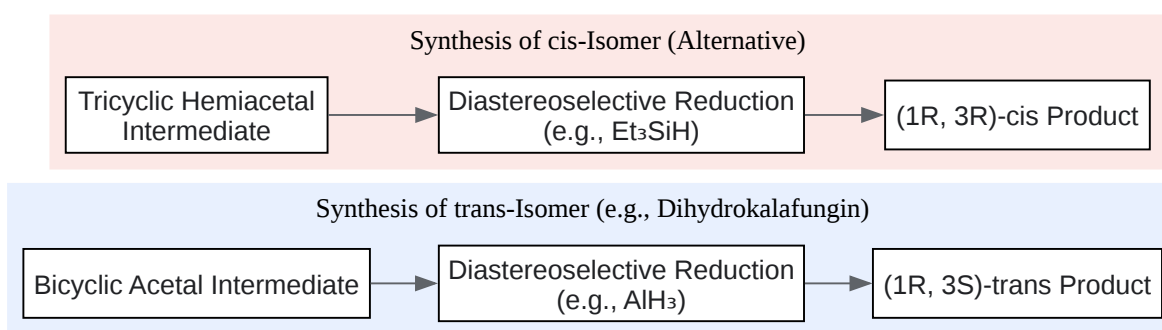 Synthesis of cis-Isomer (Alternative)
Tricyclic Hemiacetal
Intermediate
Diastereoselective Reduction
(e.g., Et₃SiH)
(1R, 3R)-cis Product
Synthesis of trans-Isomer (e.g., Dihydrokalafungin)
Bicyclic Acetal Intermediate
Diastereoselective Reduction
(e.g., AlH₃)
(1R, 3S)-trans Product